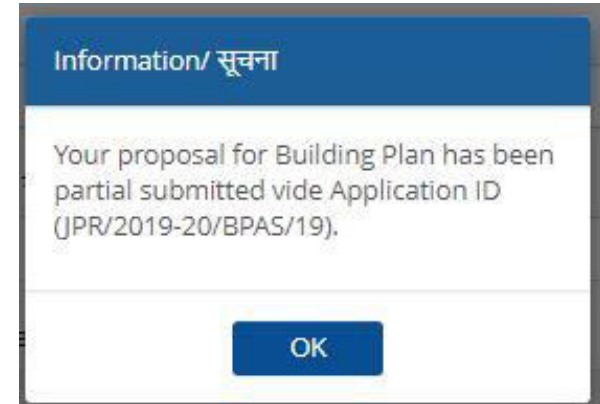 Information/ सूचना
Your proposal for Building Plan has been
partial submitted vide Application ID
(JPR/2019-20/BPAS/19).
OK